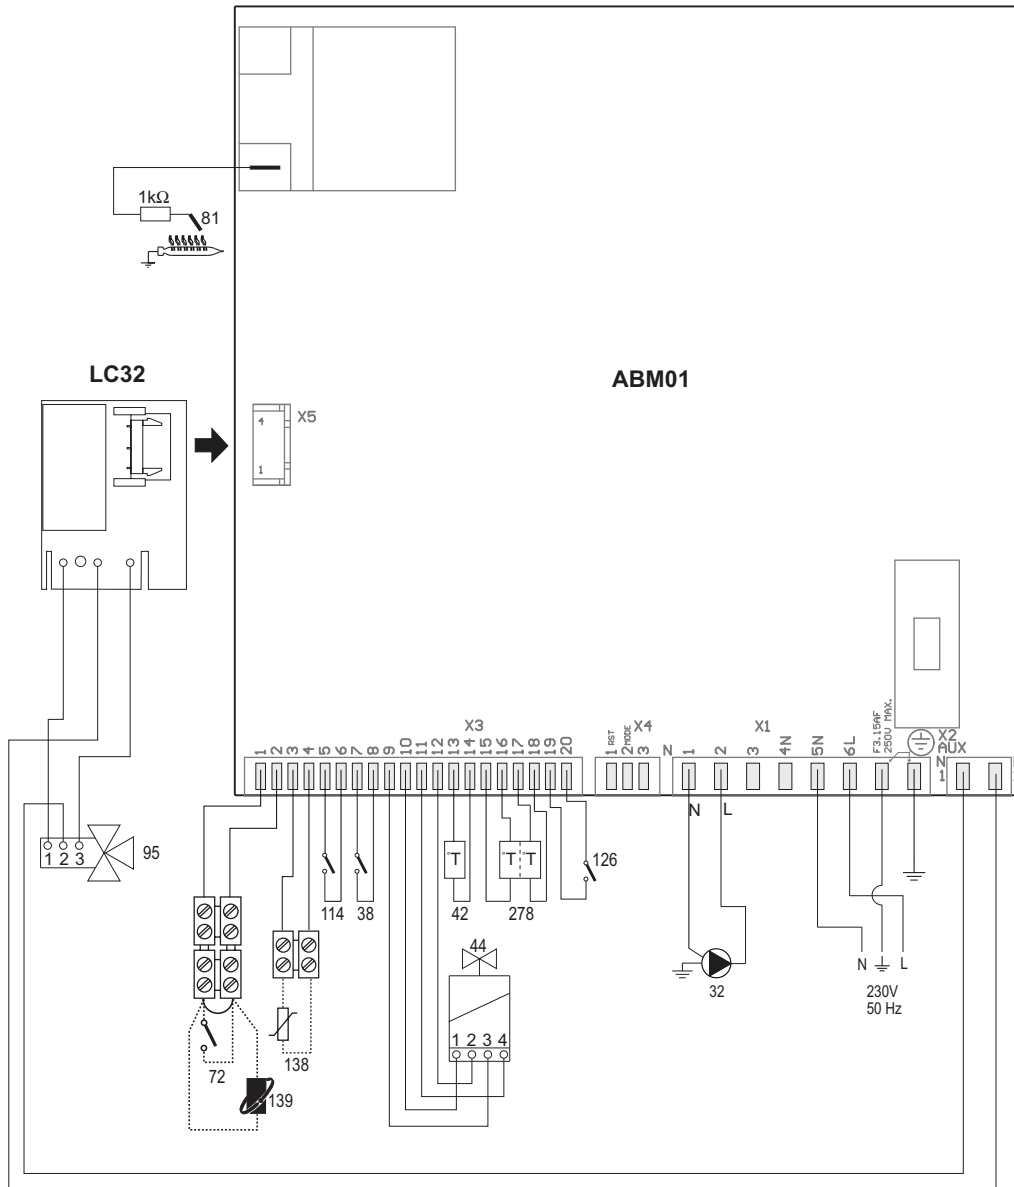 1kΩ
81
LC32
ABM01
X5
4
1
X3
X4
X1
X2
AUX
F3.15AF
250V MAX.
1 2 3 4 5 6 7 8 9 10 11 12 13 14 15 16 17 18 19 20
1 RST
2 MODE
3
N
1 2 3 4N 5N 6L
N
1
N L
1 2 3
95
°T
°T °T
126
114 38 42 278
44
1 2 3 4
32
N L
230V
50 Hz
72
138
139